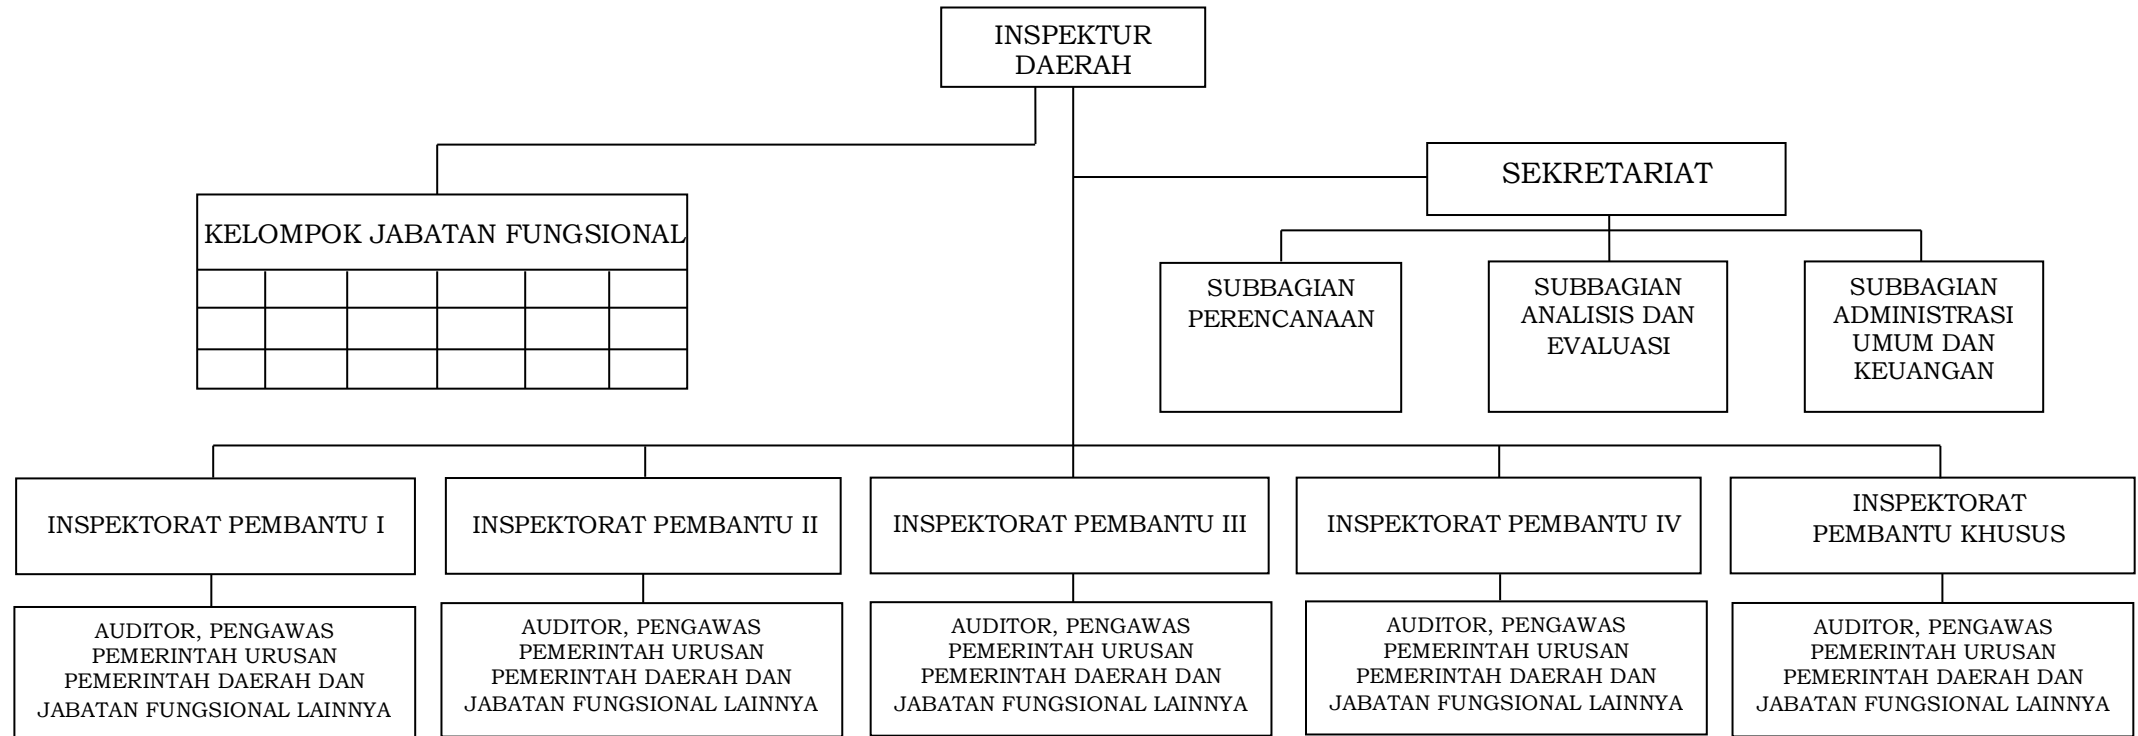 INSPEKTUR
DAERAH
SEKRETARIAT
KELOMPOK JABATAN FUNGSIONAL
SUBBAGIAN
PERENCANAAN
SUBBAGIAN
ANALISIS DAN
EVALUASI
SUBBAGIAN
ADMINISTRASI
UMUM DAN
KEUANGAN
INSPEKTORAT PEMBANTU I
INSPEKTORAT PEMBANTU II
INSPEKTORAT PEMBANTU III
INSPEKTORAT PEMBANTU IV
INSPEKTORAT
PEMBANTU KHUSUS
AUDITOR, PENGAWAS
PEMERINTAH URUSAN
PEMERINTAH DAERAH DAN
JABATAN FUNGSIONAL LAINNYA
AUDITOR, PENGAWAS
PEMERINTAH URUSAN
PEMERINTAH DAERAH DAN
JABATAN FUNGSIONAL LAINNYA
AUDITOR, PENGAWAS
PEMERINTAH URUSAN
PEMERINTAH DAERAH DAN
JABATAN FUNGSIONAL LAINNYA
AUDITOR, PENGAWAS
PEMERINTAH URUSAN
PEMERINTAH DAERAH DAN
JABATAN FUNGSIONAL LAINNYA
AUDITOR, PENGAWAS
PEMERINTAH URUSAN
PEMERINTAH DAERAH DAN
JABATAN FUNGSIONAL LAINNYA